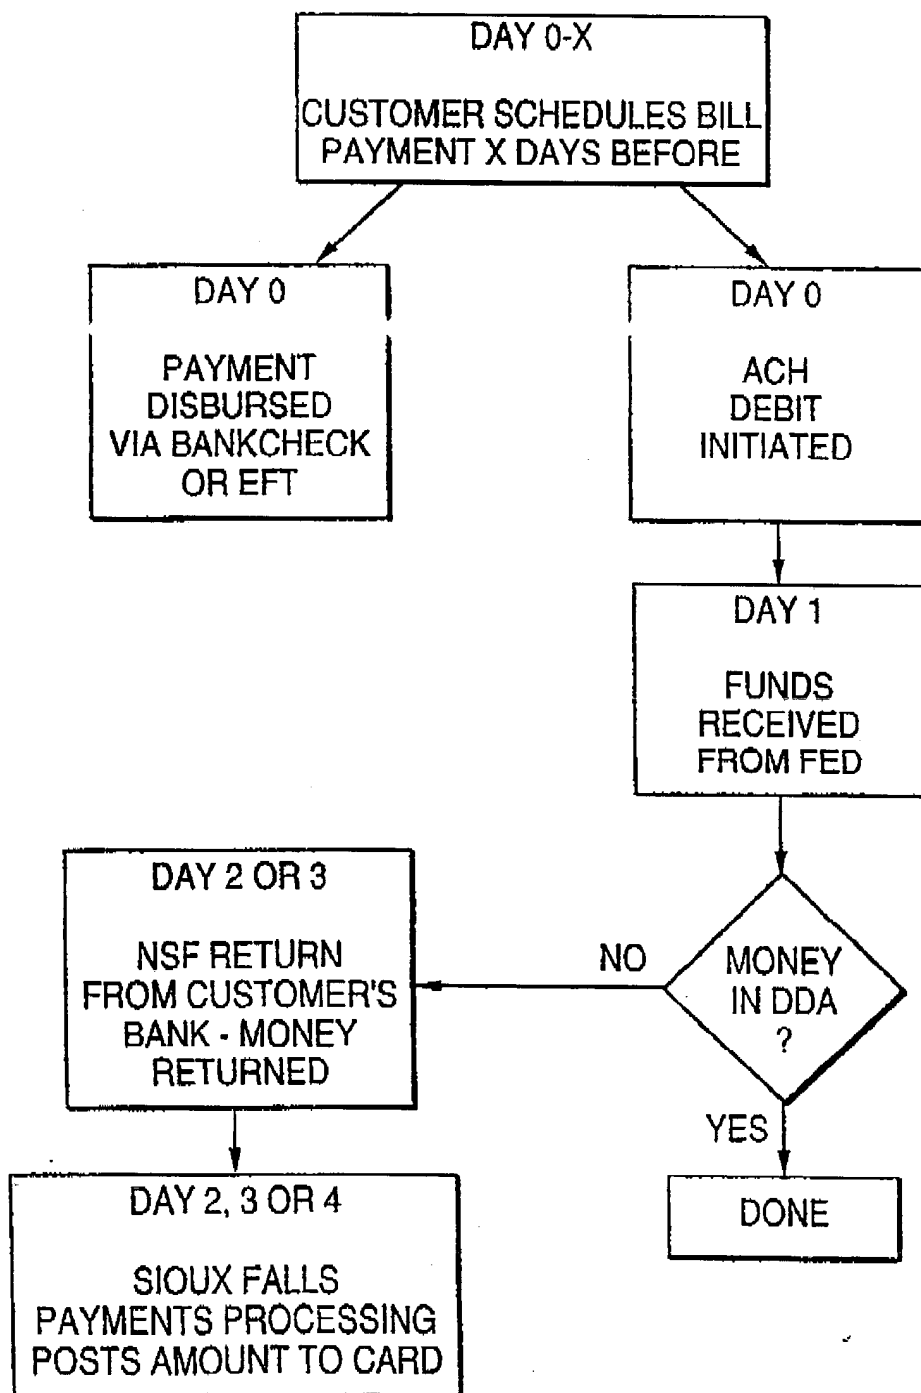 DAY 0-X
CUSTOMER SCHEDULES BILL
PAYMENT X DAYS BEFORE
DAY 0
PAYMENT
DISBURSED
VIA BANKCHECK
OR EFT
DAY 0
ACH
DEBIT
INITIATED
DAY 1
FUNDS
RECEIVED
FROM FED
MONEY
IN DDA
?
NO
YES
DAY 2 OR 3
NSF RETURN
FROM CUSTOMER'S
BANK - MONEY
RETURNED
DONE
DAY 2, 3 OR 4
SIOUX FALLS
PAYMENTS PROCESSING
POSTS AMOUNT TO CARD